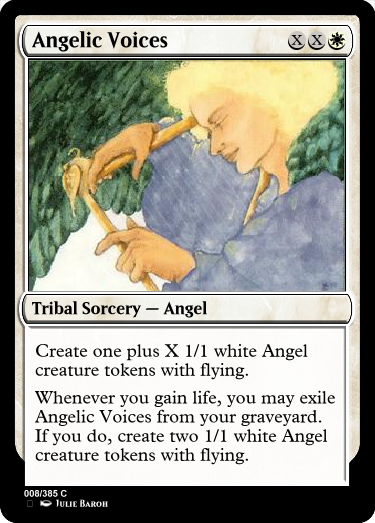 Angelic Voices XX
Tribal Sorcery — Angel
Create one plus X 1/1 white Angel
creature tokens with flying.
Whenever you gain life, you may exile
Angelic Voices from your graveyard.
If you do, create two 1/1 white Angel
creature tokens with flying.
008/385 C
Julie Baroh